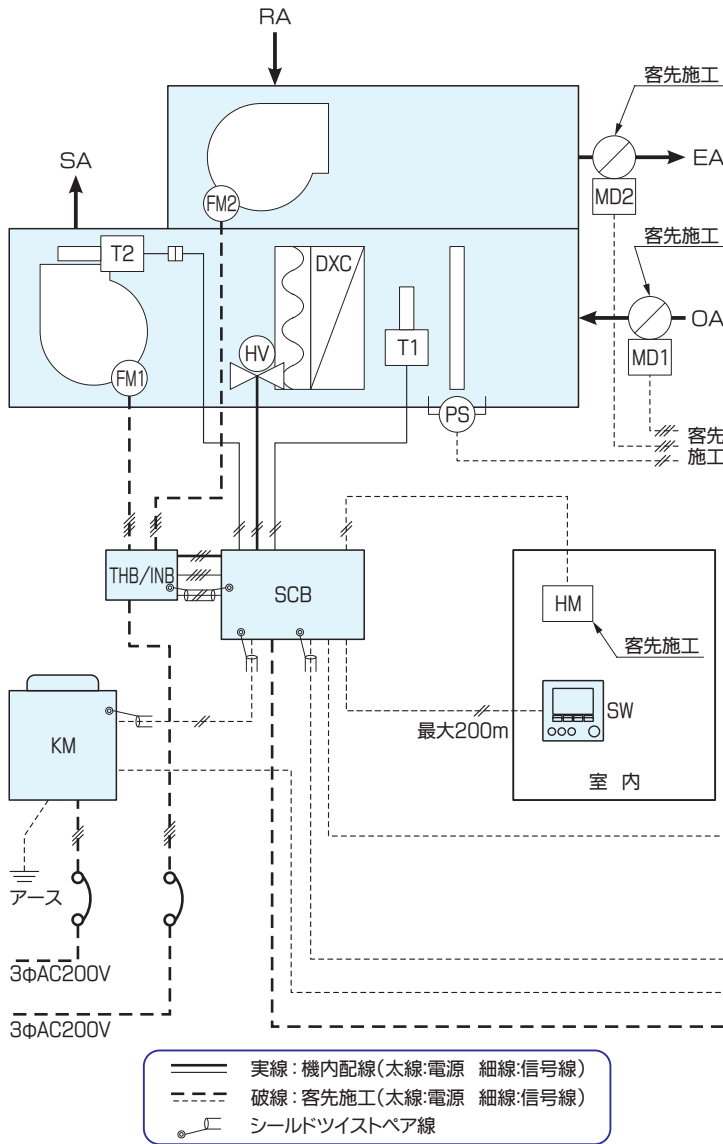 RA
客先施工
SA
EA
FM2
MD2
客先施工
T2
DXC
OA
HV
T1
MD1
FM1
PS
客先
施工
THB/INB
SCB
HM
客先施工
KM
SW
最大200m
室 内
アース
3φAC200V
3φAC200V
実線：機内配線(太線:電源 細線:信号線)
破線：客先施工(太線:電源 細線:信号線)
シールドツイストペア線